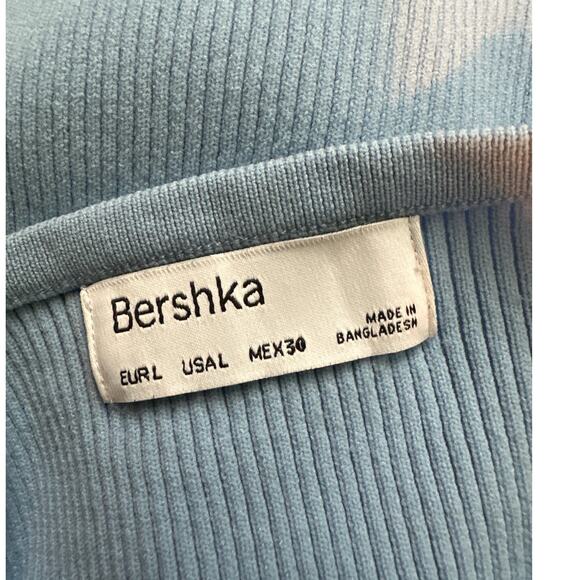 Bershka
EUR L USA L MEX 30 MADE IN
BANGLADESH